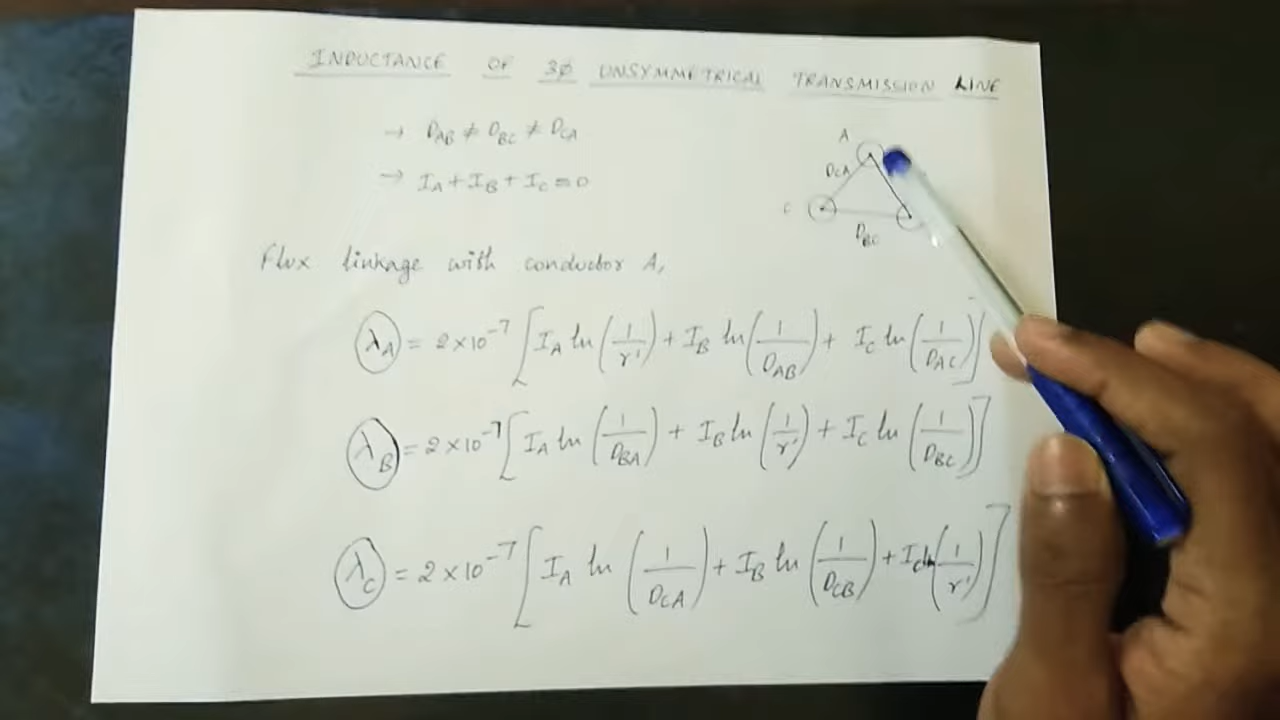 INDUCTANCE OF 3φ UNSYMMETRICAL TRANSMISSION LINE
→ D_AB ≠ D_BC ≠ D_CA
→ I_A + I_B + I_C = 0
A
D_CA
C
D_BC
Flux linkage with conductor A,
λ_A = 2×10^-7 [I_A ln (1/r') + I_B ln (1/D_AB) + I_C ln (1/D_AC)]
λ_B = 2×10^-7 [I_A ln (1/D_BA) + I_B ln (1/r') + I_C ln (1/D_BC)]
λ_C = 2×10^-7 [I_A ln (1/D_CA) + I_B ln (1/D_CB) + I_C ln (1/r')]